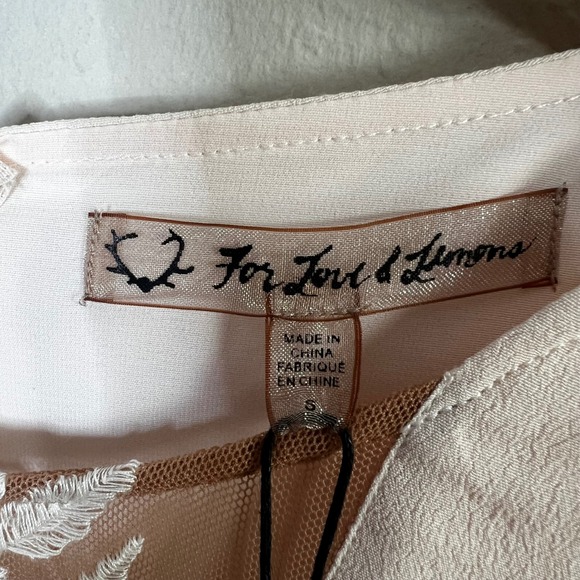 For Love & Lemons
MADE IN
CHINA
FABRIQUÉ
EN CHINE
S